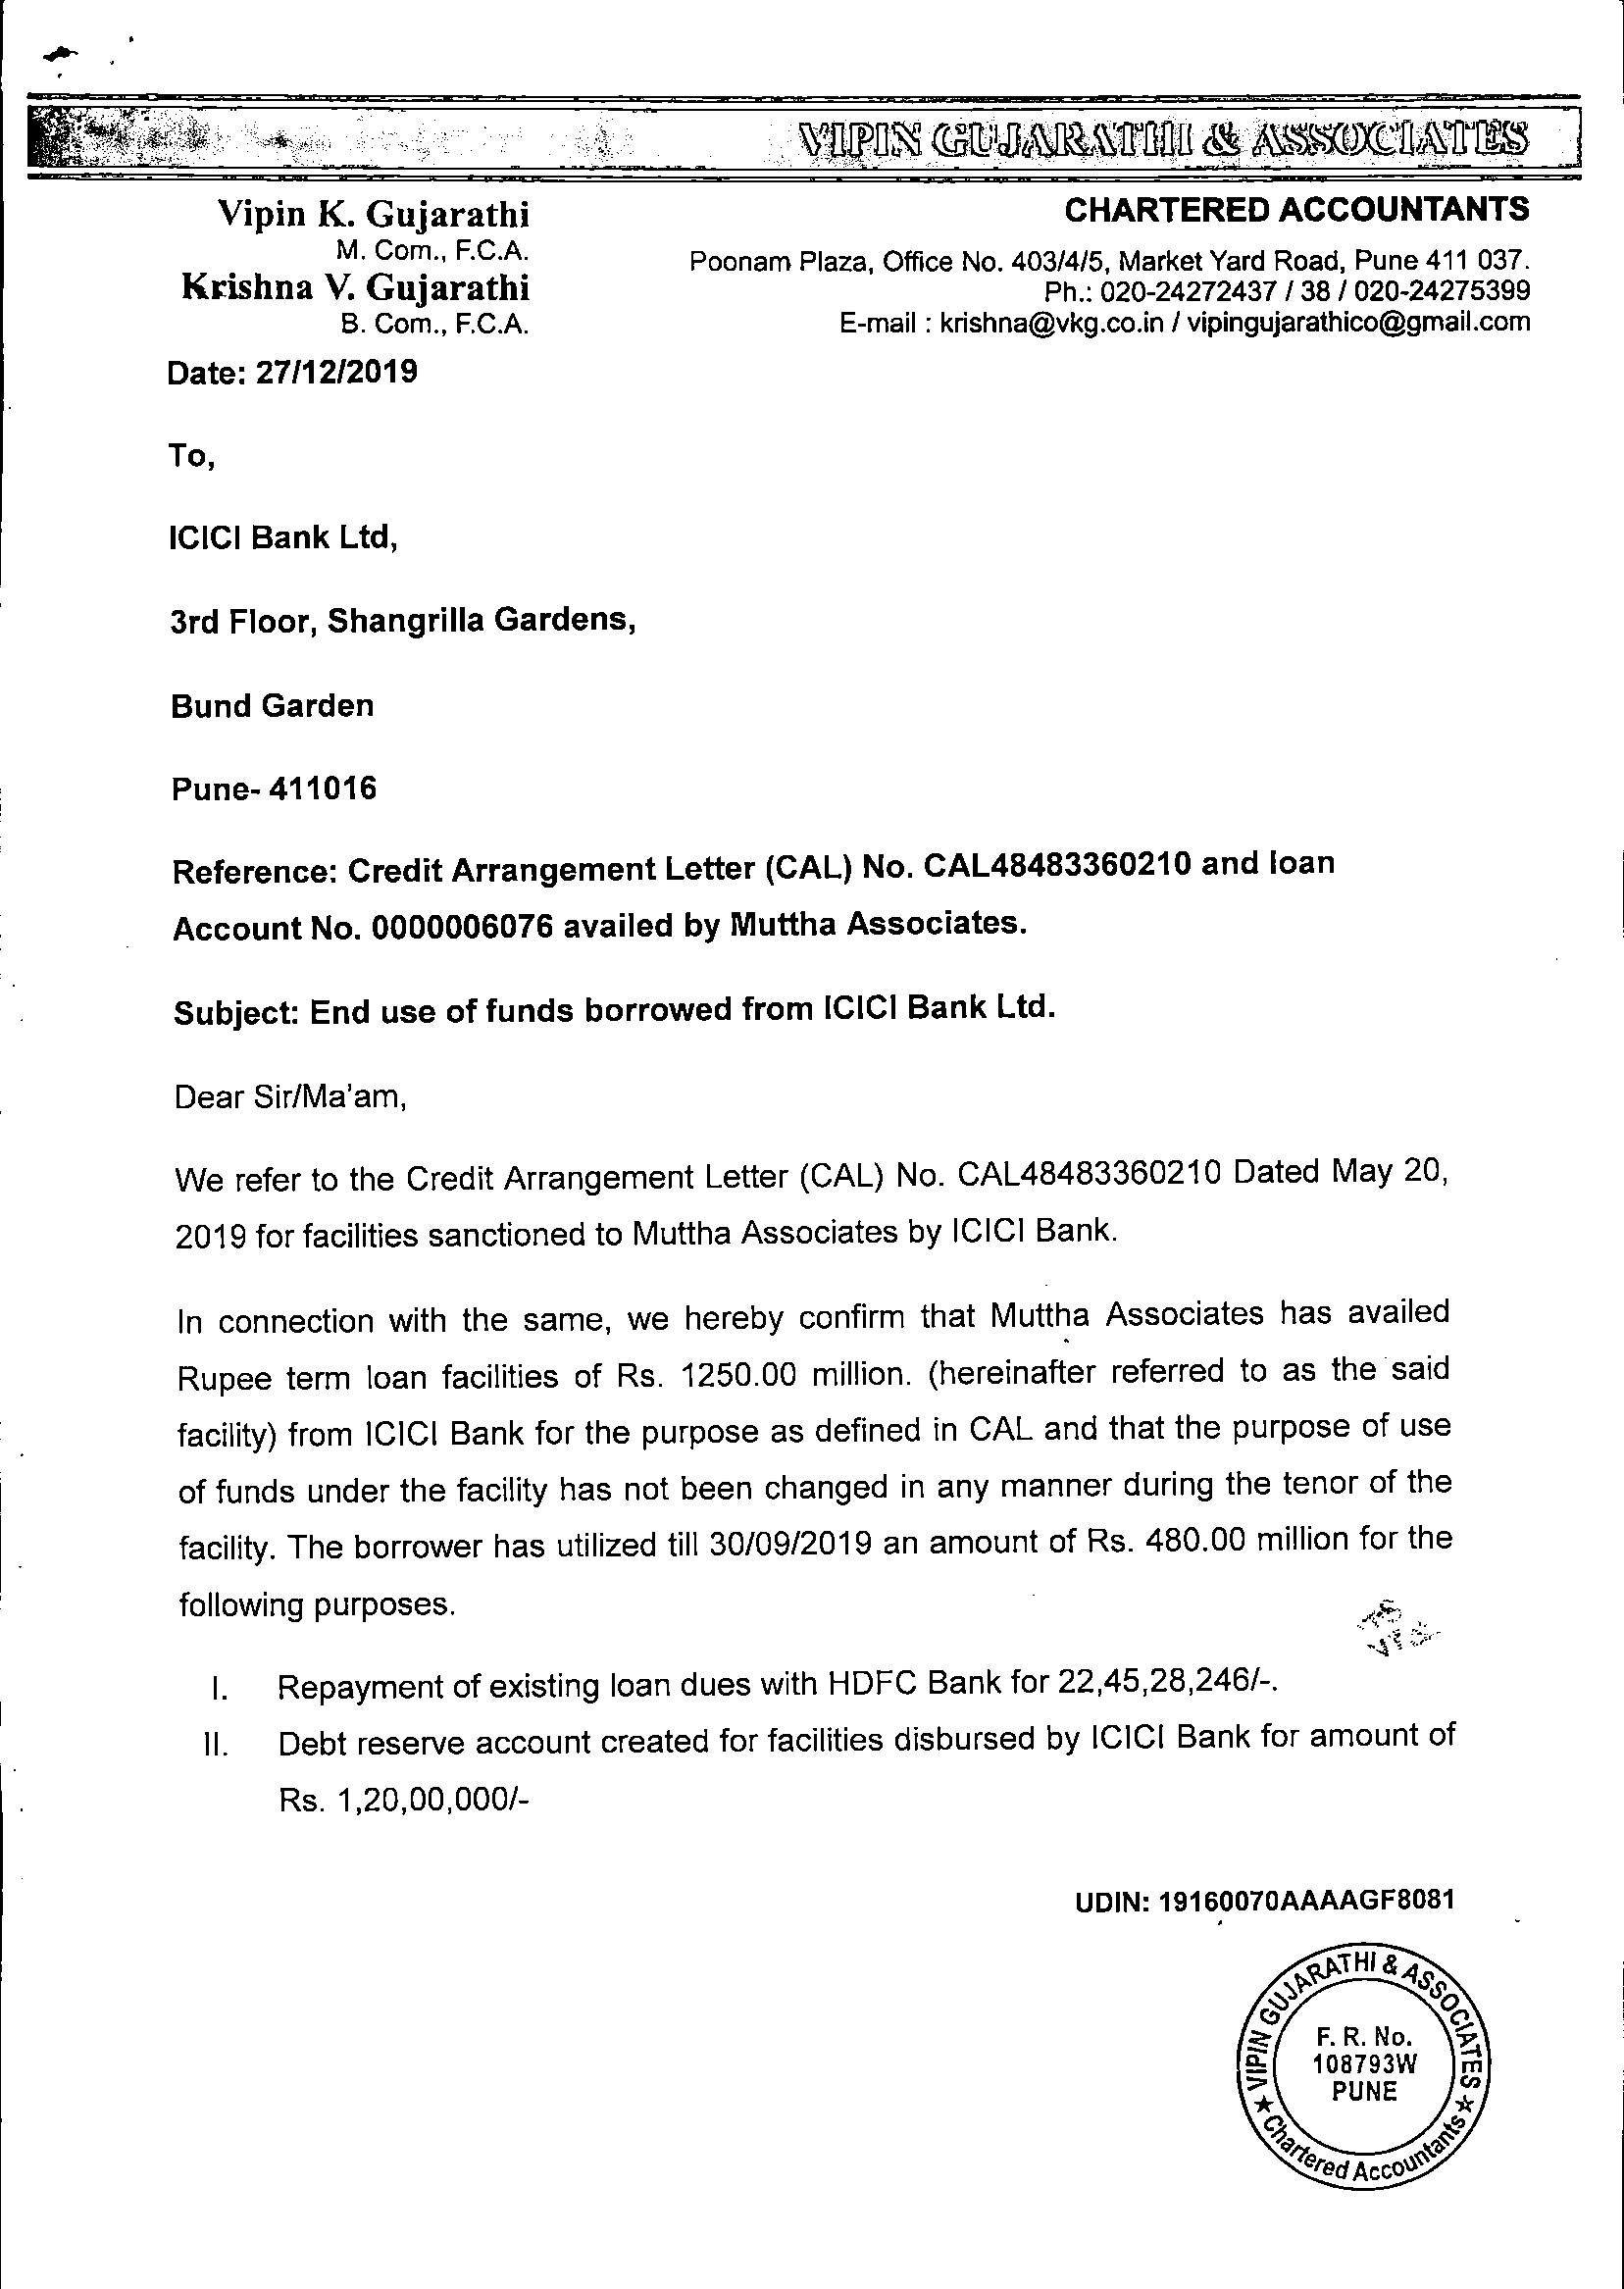 VIPIN GUJARATHI & ASSOCIATES
Vipin K. Gujarathi
M. Com., F.C.A.
Krishna V. Gujarathi
B. Com., F.C.A.
CHARTERED ACCOUNTANTS
Poonam Plaza, Office No. 403/4/5, Market Yard Road, Pune 411 037.
Ph.: 020-24272437 / 38 / 020-24275399
E-mail : krishna@vkg.co.in / vipingujarathico@gmail.com
Date: 27/12/2019
To,
ICICI Bank Ltd,
3rd Floor, Shangrilla Gardens,
Bund Garden
Pune- 411016
Reference: Credit Arrangement Letter (CAL) No. CAL48483360210 and loan
Account No. 0000006076 availed by Muttha Associates.
Subject: End use of funds borrowed from ICICI Bank Ltd.
Dear Sir/Ma'am,
We refer to the Credit Arrangement Letter (CAL) No. CAL48483360210 Dated May 20,
2019 for facilities sanctioned to Muttha Associates by ICICI Bank.
In connection with the same, we hereby confirm that Muttha Associates has availed
Rupee term loan facilities of Rs. 1250.00 million. (hereinafter referred to as the said
facility) from ICICI Bank for the purpose as defined in CAL and that the purpose of use
of funds under the facility has not been changed in any manner during the tenor of the
facility. The borrower has utilized till 30/09/2019 an amount of Rs. 480.00 million for the
following purposes.
I. Repayment of existing loan dues with HDFC Bank for 22,45,28,246/-.
II. Debt reserve account created for facilities disbursed by ICICI Bank for amount of
Rs. 1,20,00,000/-
UDIN: 19160070AAAAGF8081
VIPIN GUJARATHI & ASSOCIATES
F. R. No.
108793W
PUNE
Chartered Accountants